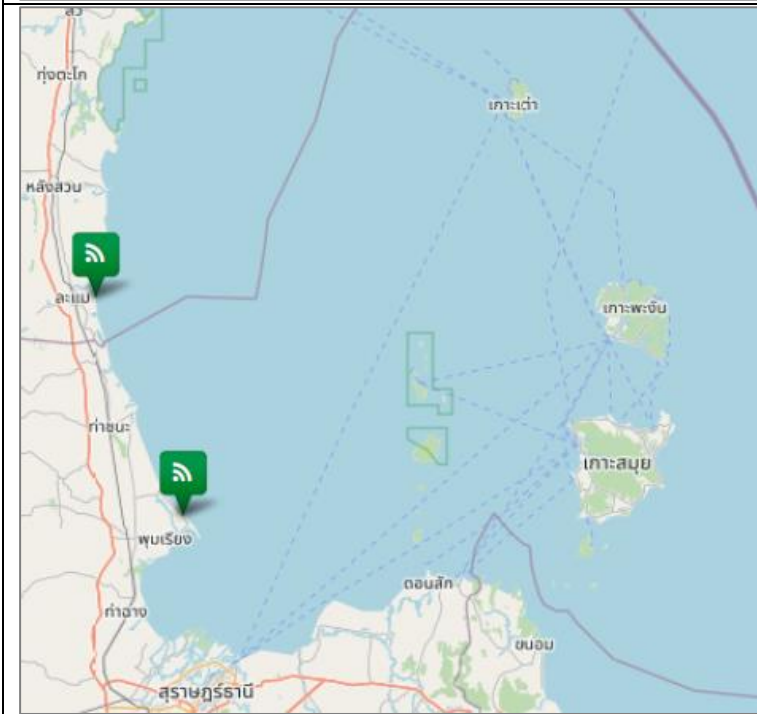 สวี
ทุ่งตะโก
เกาะเต่า
หลังสวน
ละแม
เกาะพะงัน
ท่าชนะ
เกาะสมุย
พุมเรียง
ดอนสัก
ท่าฉาง
ขนอม
สุราษฎร์ธานี